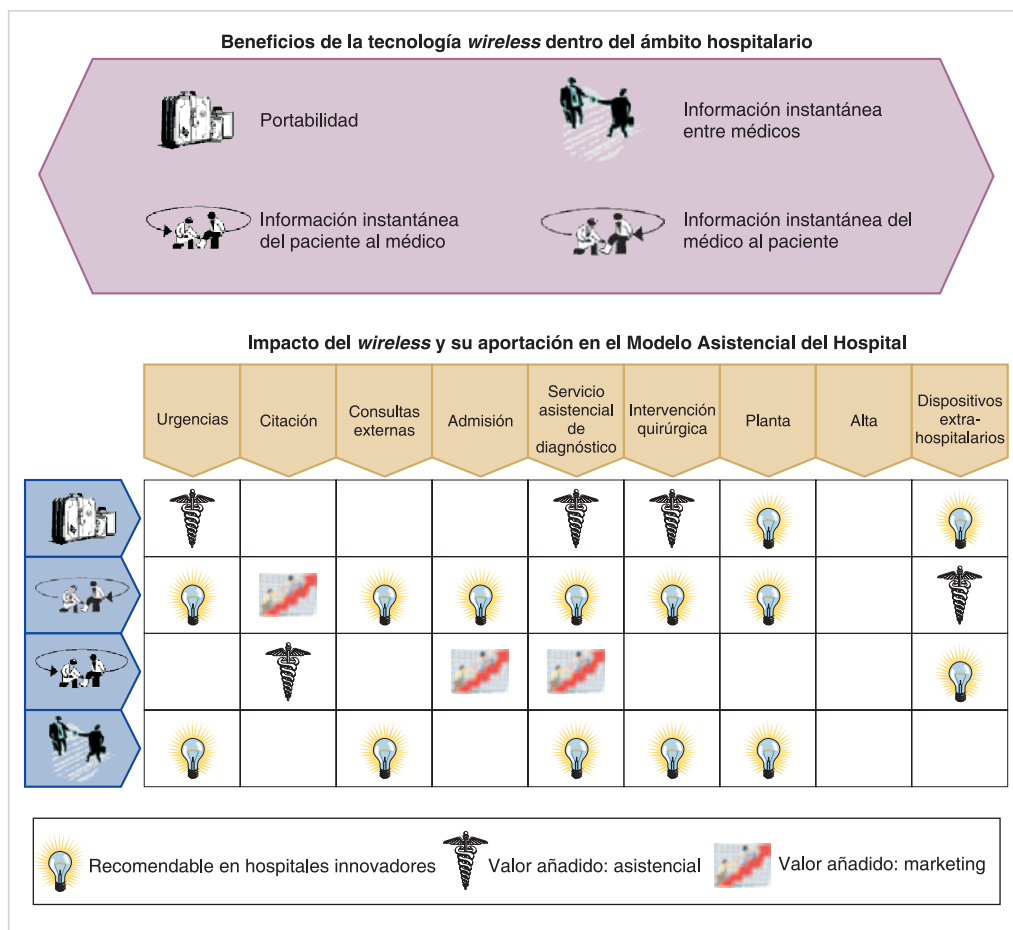 Beneficios de la tecnología wireless dentro del ámbito hospitalario
Portabilidad
Información instantánea
entre médicos
Información instantánea
del paciente al médico
Información instantánea del
médico al paciente
Impacto del wireless y su aportación en el Modelo Asistencial del Hospital
Urgencias
Citación
Consultas
externas
Admisión
Servicio
asistencial
de
diagnóstico
Intervención
quirúrgica
Planta
Alta
Dispositivos
extra-
hospitalarios
Recomendable en hospitales innovadores
Valor añadido: asistencial
Valor añadido: marketing